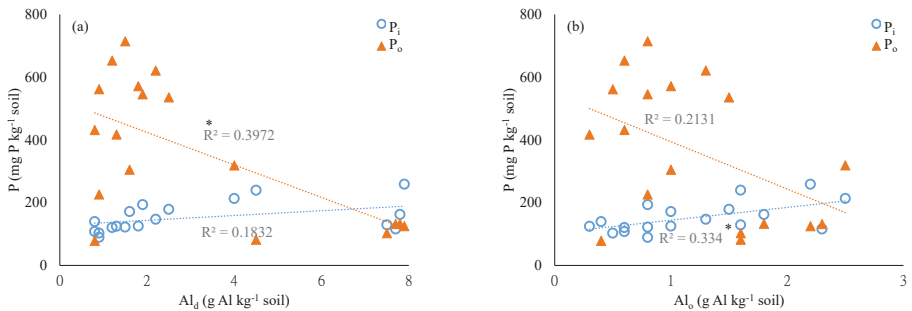 (a)
P (mg P kg⁻¹ soil)
800
600
400
200
0
Pᵢ
Pₒ
*
R² = 0.3972
R² = 0.1832
0 2 4 6 8
Al_d (g Al kg⁻¹ soil)
(b)
P (mg P kg⁻¹ soil)
800
600
400
200
0
Pᵢ
Pₒ
R² = 0.2131
*
R² = 0.334
0 1 2 3
Alₒ (g Al kg⁻¹ soil)